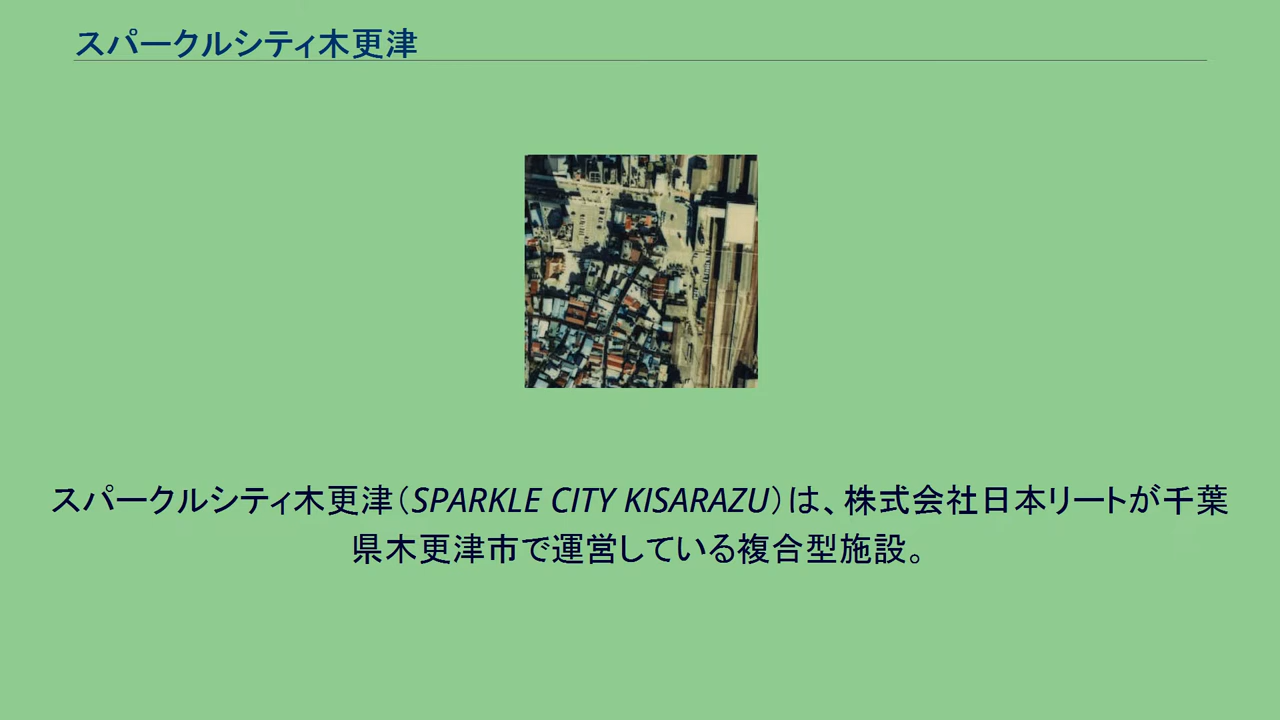 スパークルシティ木更津
スパークルシティ木更津（SPARKLE CITY KISARAZU）は、株式会社日本リートが千葉
県木更津市で運営している複合型施設。